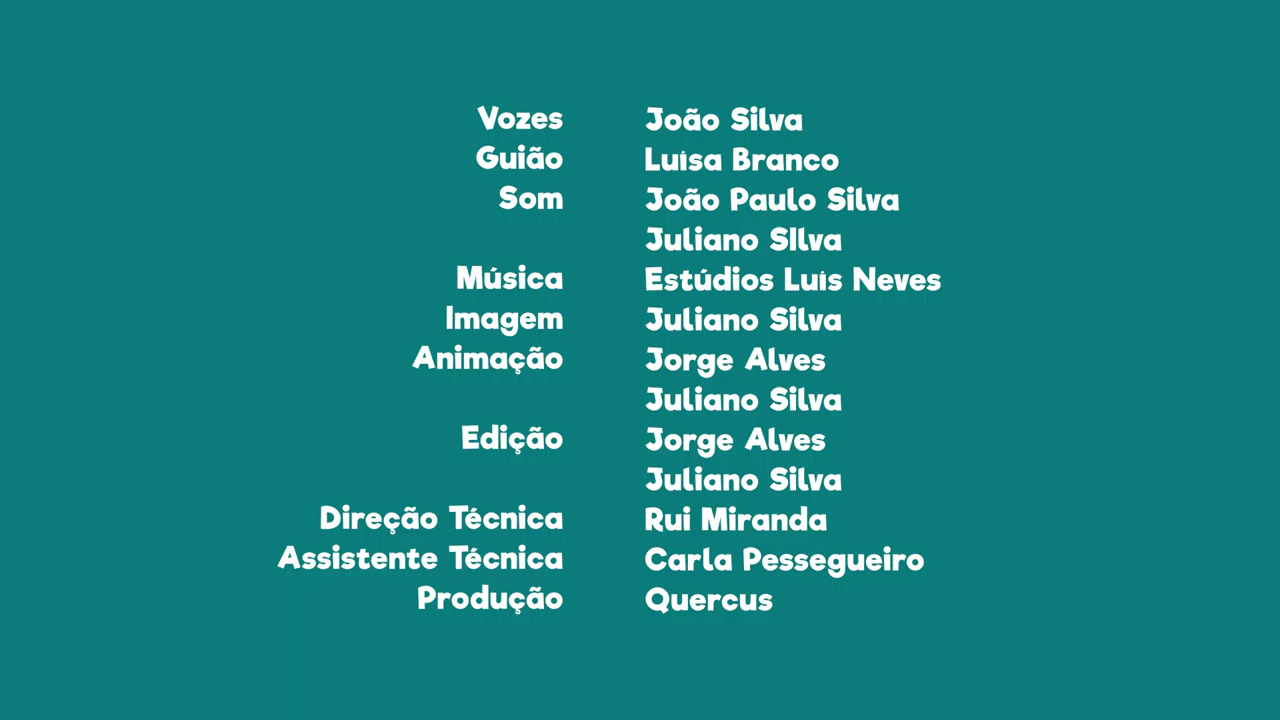 Vozes João Silva
Guião Luísa Branco
Som João Paulo Silva
Juliano SIlva
Música Estúdios Luís Neves
Imagem Juliano Silva
Animação Jorge Alves
Juliano Silva
Edição Jorge Alves
Juliano Silva
Direção Técnica Rui Miranda
Assistente Técnica Carla Pessegueiro
Produção Quercus